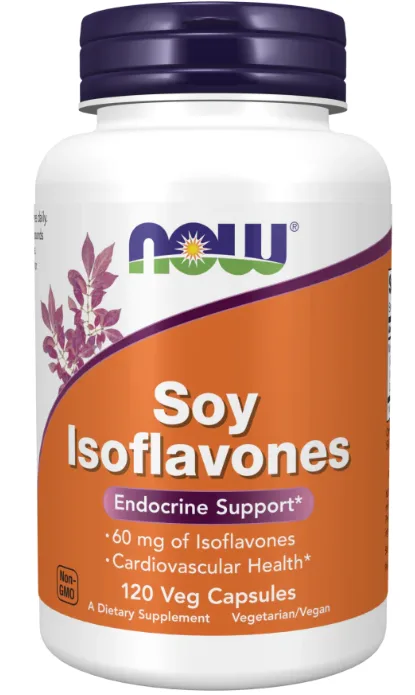 NOW®
Soy
Isoflavones
Endocrine Support*
•60 mg of Isoflavones
•Cardiovascular Health*
120 Veg Capsules
Non-
GMO
A Dietary Supplement Vegetarian/Vegan